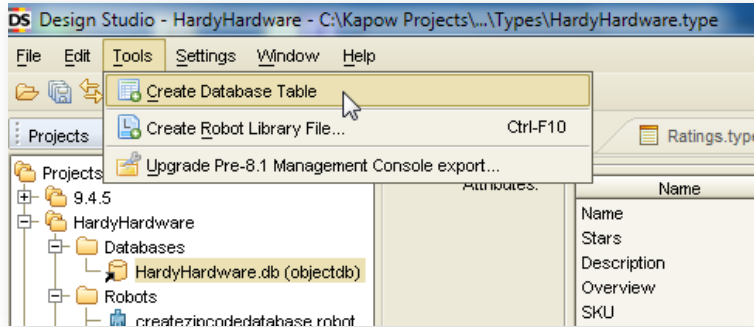 DS Design Studio - HardyHardware - C:\Kapow Projects\...\Types\HardyHardware.type
File Edit Tools Settings Window Help
Create Database Table
Create Robot Library File... Ctrl-F10
Upgrade Pre-8.1 Management Console export...
Projects
Ratings.type
Projects
Attributes:
Name
9.4.5
HardyHardware
Databases
HardyHardware.db (objectdb)
Robots
createzipcodedatabase.robot
Name
Stars
Description
Overview
SKU